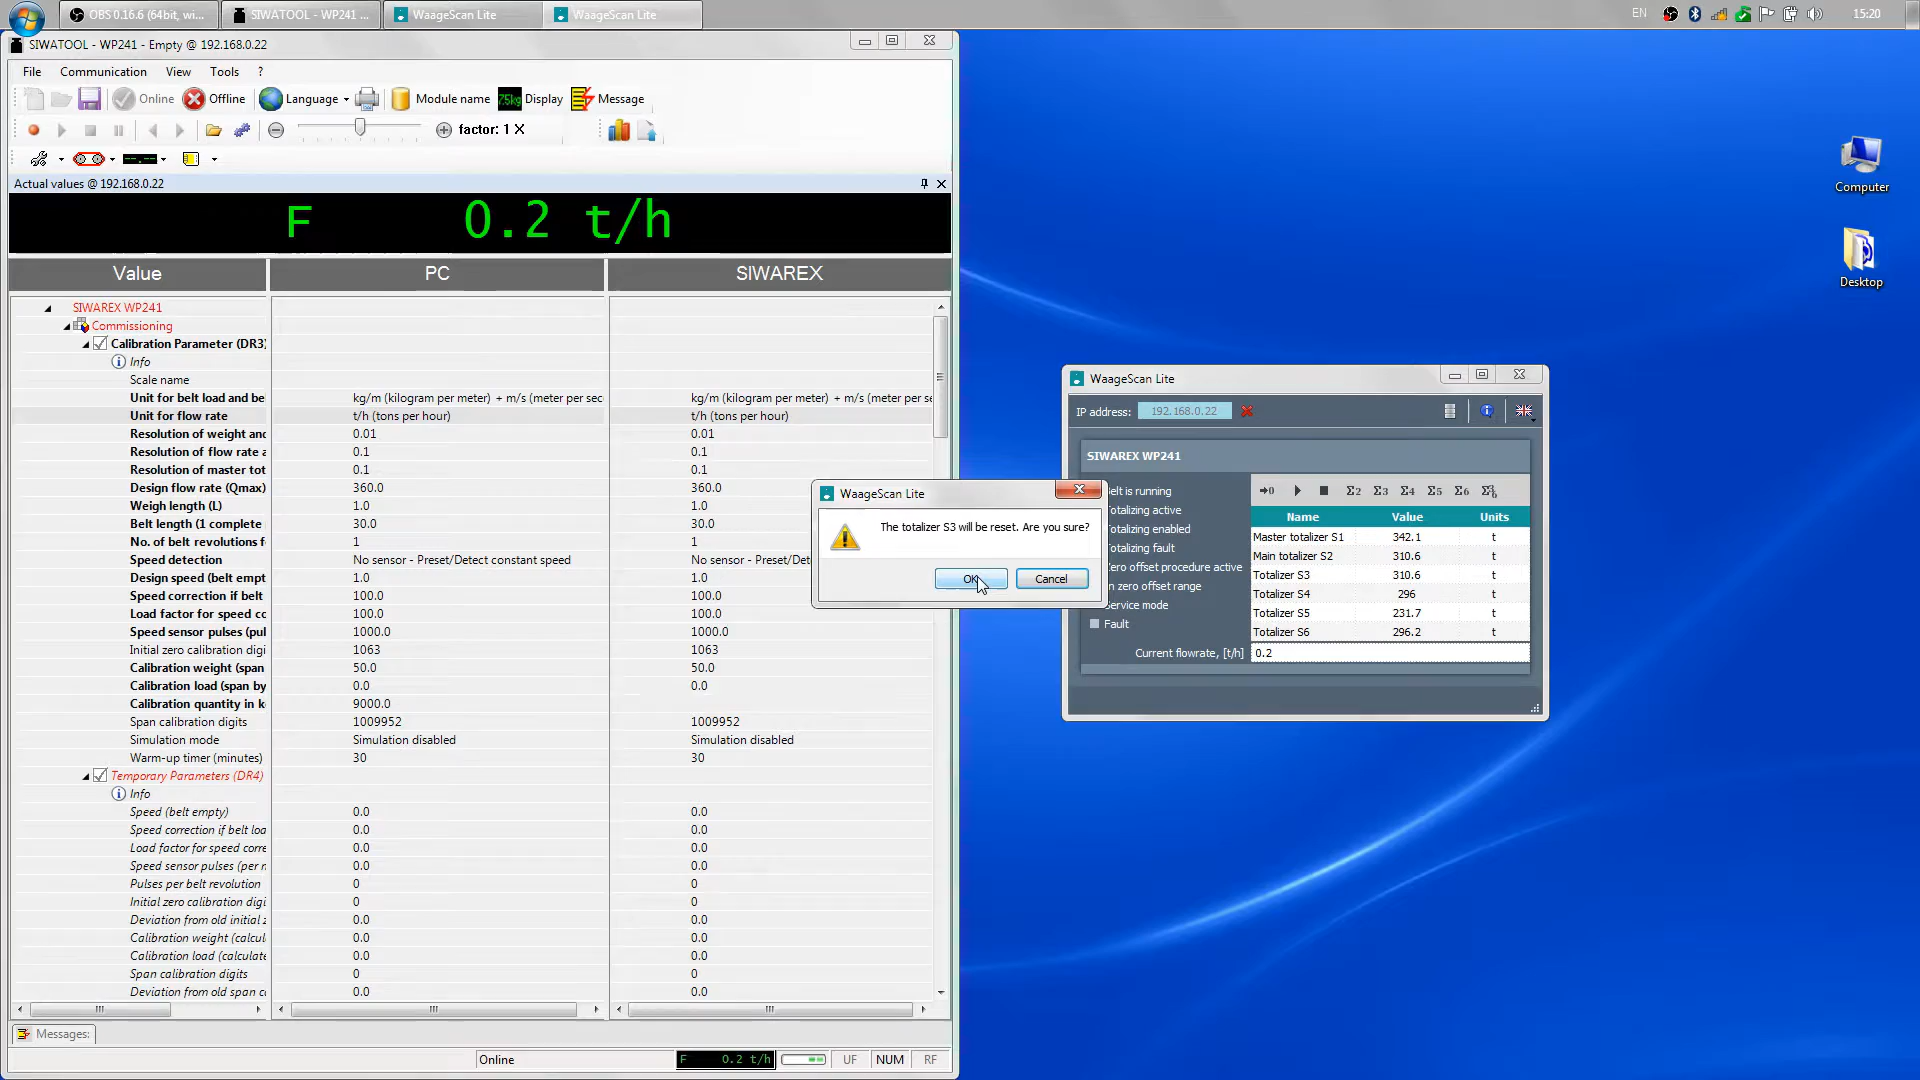 OBS 0.16.6 (64bit, wi...
SIWATOOL - WP241 ...
WaageScan Lite
WaageScan Lite
EN
15:20
SIWATOOL - WP241 - Empty @ 192.168.0.22
File Communication View Tools ?
Online Offline Language Module name Display Message
factor: 1 X
Actual values @ 192.168.0.22
F 0.2 t/h
Value PC SIWAREX
SIWAREX WP241
Commissioning
Calibration Parameter (DR3)
Info
Scale name
Unit for belt load and be kg/m (kilogram per meter) + m/s (meter per sec kg/m (kilogram per meter) + m/s (meter per se
Unit for flow rate t/h (tons per hour) t/h (tons per hour)
Resolution of weight and 0.01 0.01
Resolution of flow rate a 0.1 0.1
Resolution of master tot 0.1 0.1
Design flow rate (Qmax) 360.0 360.0
Weigh length (L) 1.0 1.0
Belt length (1 complete 30.0 30.0
No. of belt revolutions f 1 1
Speed detection No sensor - Preset/Detect constant speed No sensor - Preset/Det
Design speed (belt empt 1.0 1.0
Speed correction if belt 100.0 100.0
Load factor for speed co 100.0 100.0
Speed sensor pulses (pul 1000.0 1000.0
Initial zero calibration digi 1063 1063
Calibration weight (span 50.0 50.0
Calibration load (span by 0.0 0.0
Calibration quantity in k 9000.0
Span calibration digits 1009952 1009952
Simulation mode Simulation disabled Simulation disabled
Warm-up timer (minutes) 30 30
Temporary Parameters (DR4)
Info
Speed (belt empty) 0.0 0.0
Speed correction if belt loa 0.0 0.0
Load factor for speed corre 0.0 0.0
Speed sensor pulses (per n 0.0 0.0
Pulses per belt revolution 0 0
Initial zero calibration digi 0 0
Deviation from old initial z 0.0 0.0
Calibration weight (calcul 0.0 0.0
Calibration load (calculate 0.0 0.0
Span calibration digits 0 0
Deviation from old span c 0.0 0.0
Messages:
Online
F 0.2 t/h
UF NUM RF
WaageScan Lite
The totalizer S3 will be reset. Are you sure?
OK Cancel
WaageScan Lite
IP address: 192.168.0.22
SIWAREX WP241
Belt is running
Totalizing active
Totalizing enabled
Totalizing fault
Zero offset procedure active
In zero offset range
Service mode
Fault
→0 Σ2 Σ3 Σ4 Σ5 Σ6
Name Value Units
Master totalizer S1 342.1 t
Main totalizer S2 310.6 t
Totalizer S3 310.6 t
Totalizer S4 296 t
Totalizer S5 231.7 t
Totalizer S6 296.2 t
Current flowrate, [t/h] 0.2
Computer
Desktop